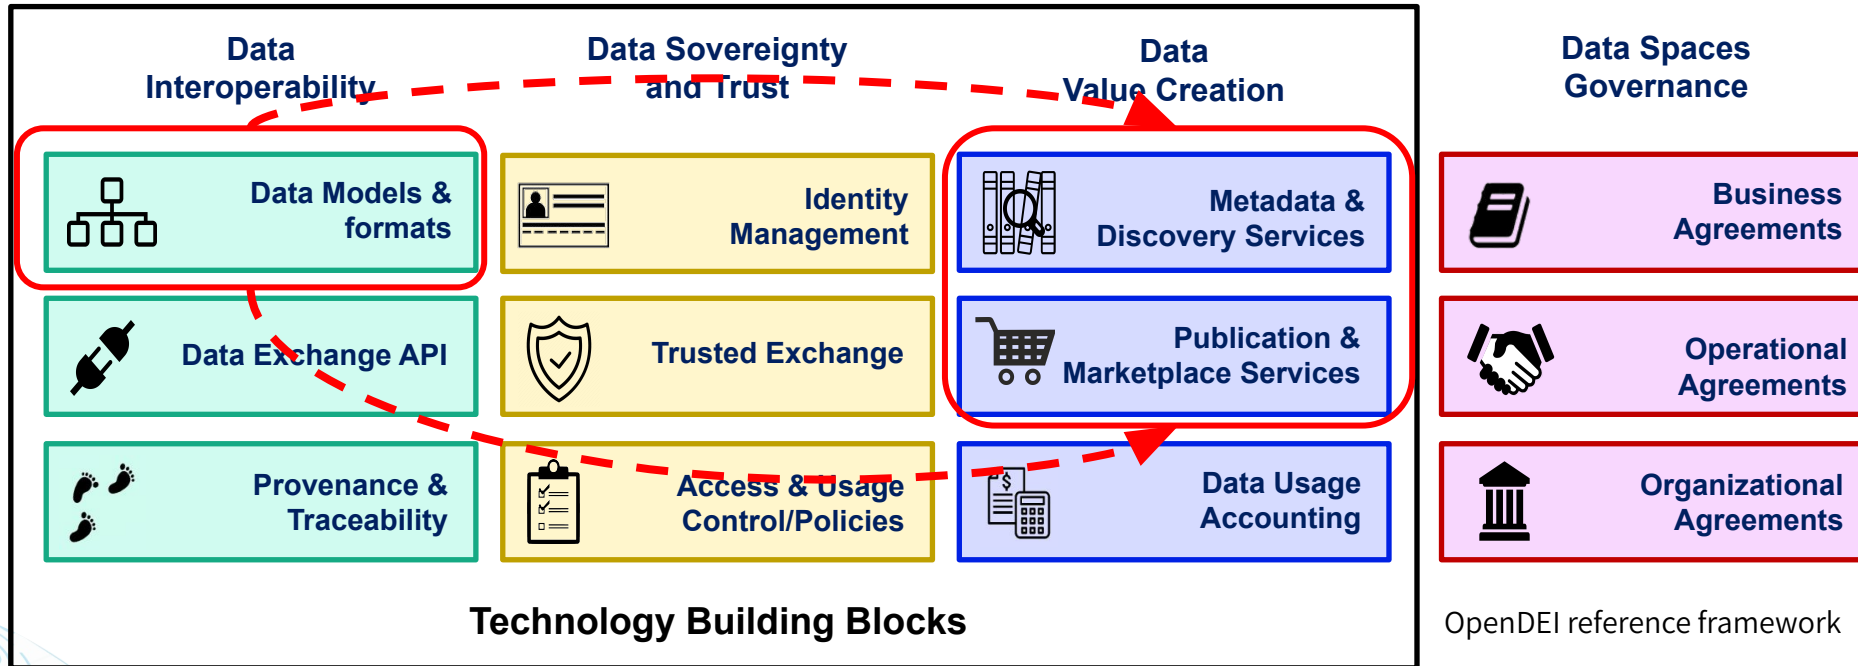 Data
Interoperability
Data Sovereignty
and Trust
Data
Value Creation
Data Spaces
Governance
Data Models &
formats
Identity
Management
Metadata &
Discovery Services
Business
Agreements
Data Exchange API
Trusted Exchange
Publication &
Marketplace Services
Operational
Agreements
Provenance &
Traceability
Access & Usage
Control/Policies
$
Data Usage
Accounting
Organizational
Agreements
Technology Building Blocks
OpenDEI reference framework